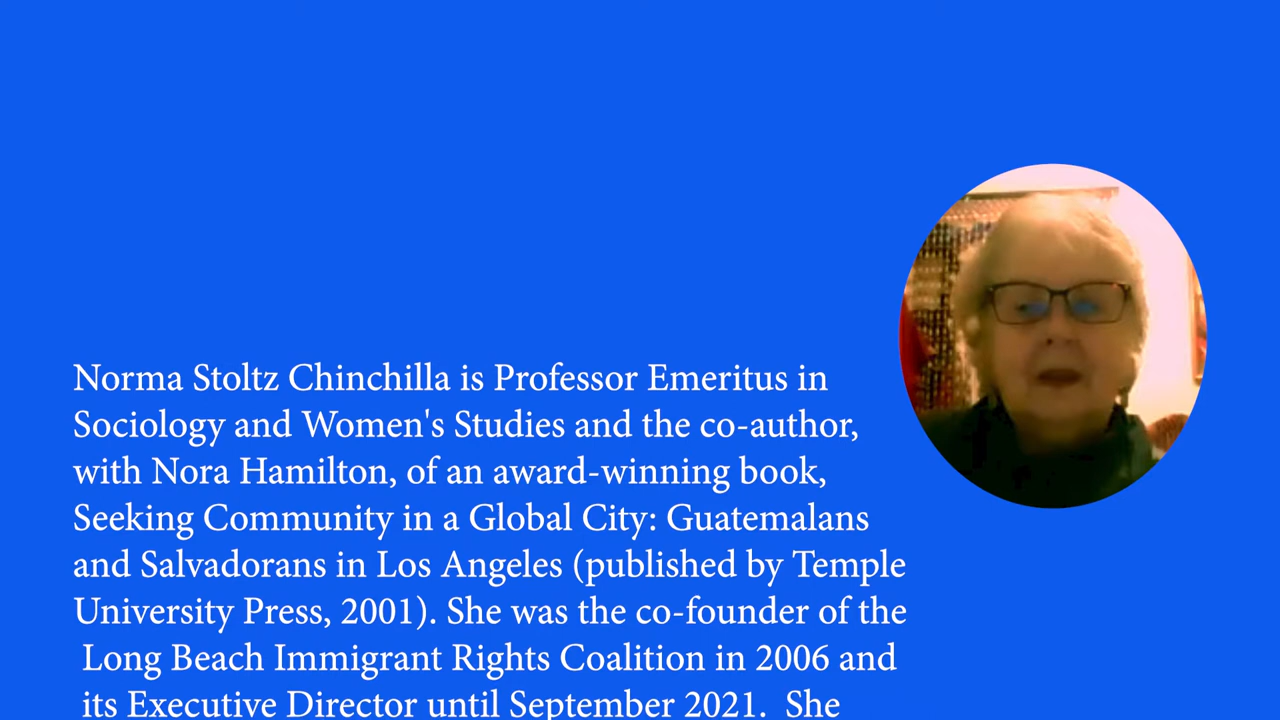 Norma Stoltz Chinchilla is Professor Emeritus in
Sociology and Women's Studies and the co-author,
with Nora Hamilton, of an award-winning book,
Seeking Community in a Global City: Guatemalans
and Salvadorans in Los Angeles (published by Temple
University Press, 2001). She was the co-founder of the
Long Beach Immigrant Rights Coalition in 2006 and
its Executive Director until September 2021. She